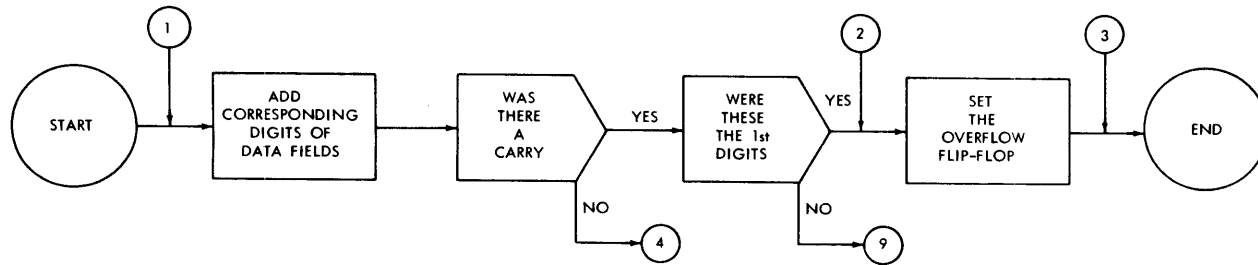 1
2
3
START
ADD
CORRESPONDING
DIGITS OF
DATA FIELDS
WAS
THERE
A
CARRY
YES
NO
4
WERE
THESE
THE 1st
DIGITS
YES
NO
9
SET
THE
OVERFLOW
FLIP-FLOP
END